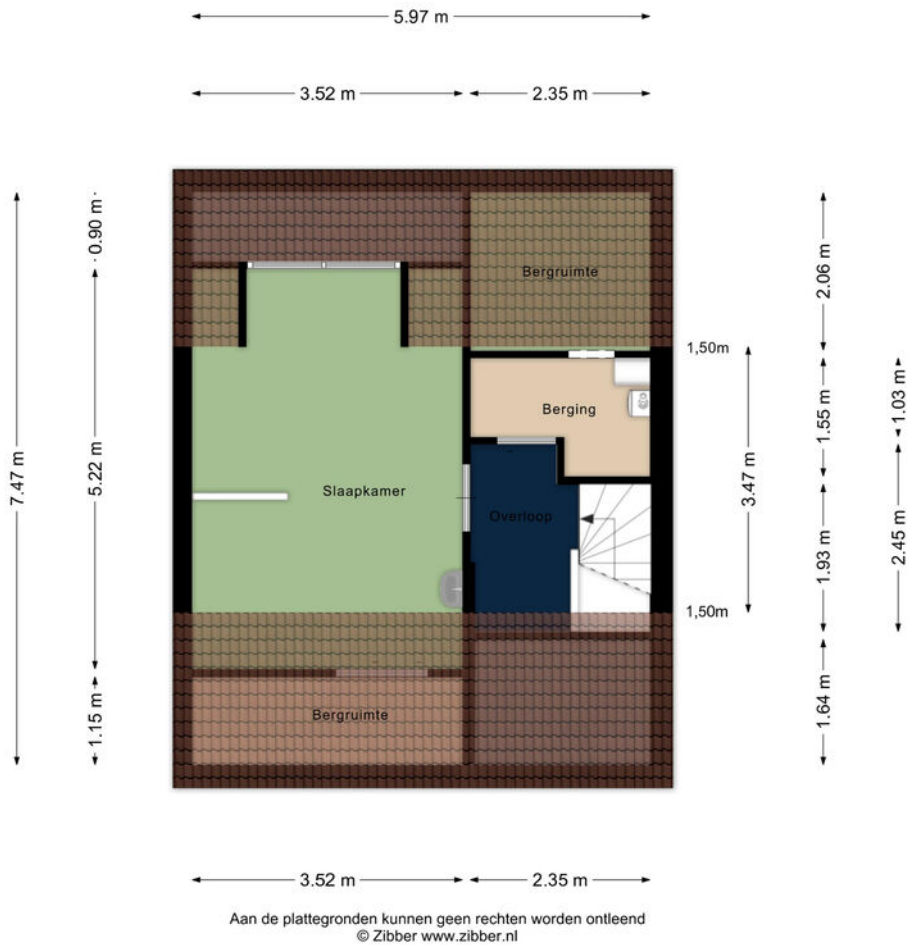 5.97 m
3.52 m
2.35 m
0.90 m
2.06 m
Bergruimte
1,50m
1.55 m
1.03 m
Berging
7.47 m
5.22 m
Slaapkamer
3.47 m
Overloop
1.93 m
2.45 m
1,50m
1.64 m
1.15 m
Bergruimte
3.52 m
2.35 m
Aan de plattegronden kunnen geen rechten worden ontleend
© Zibber www.zibber.nl